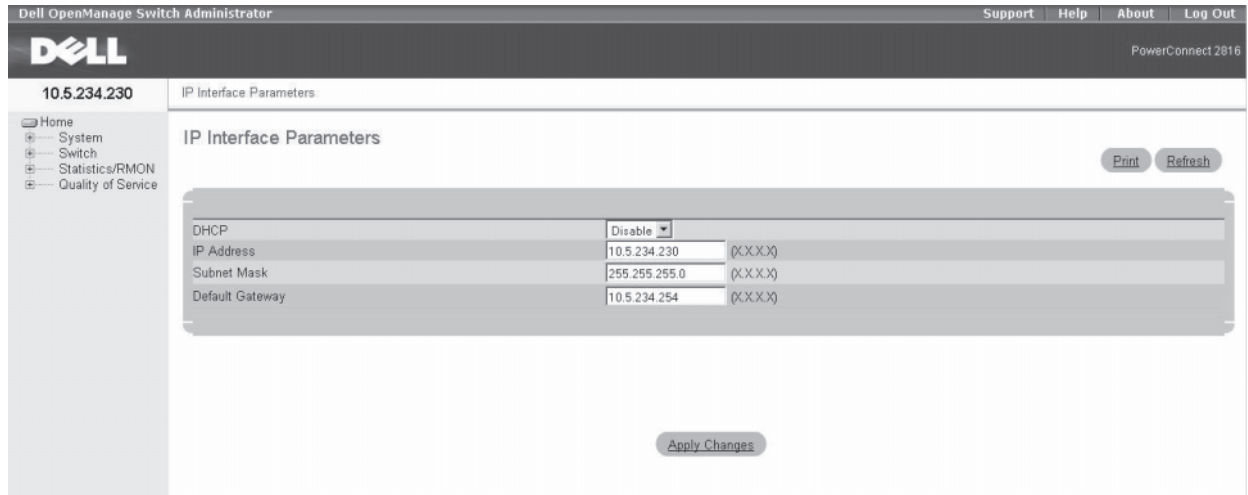 Dell OpenManage Switch Administrator
Support Help About Log Out
DELL
PowerConnect 2816
10.5.234.230
IP Interface Parameters
Home
System
Switch
Statistics/RMON
Quality of Service
IP Interface Parameters
Print Refresh
DHCP Disable
IP Address 10.5.234.230 (X.X.X.X)
Subnet Mask 255.255.255.0 (X.X.X.X)
Default Gateway 10.5.234.254 (X.X.X.X)
Apply Changes